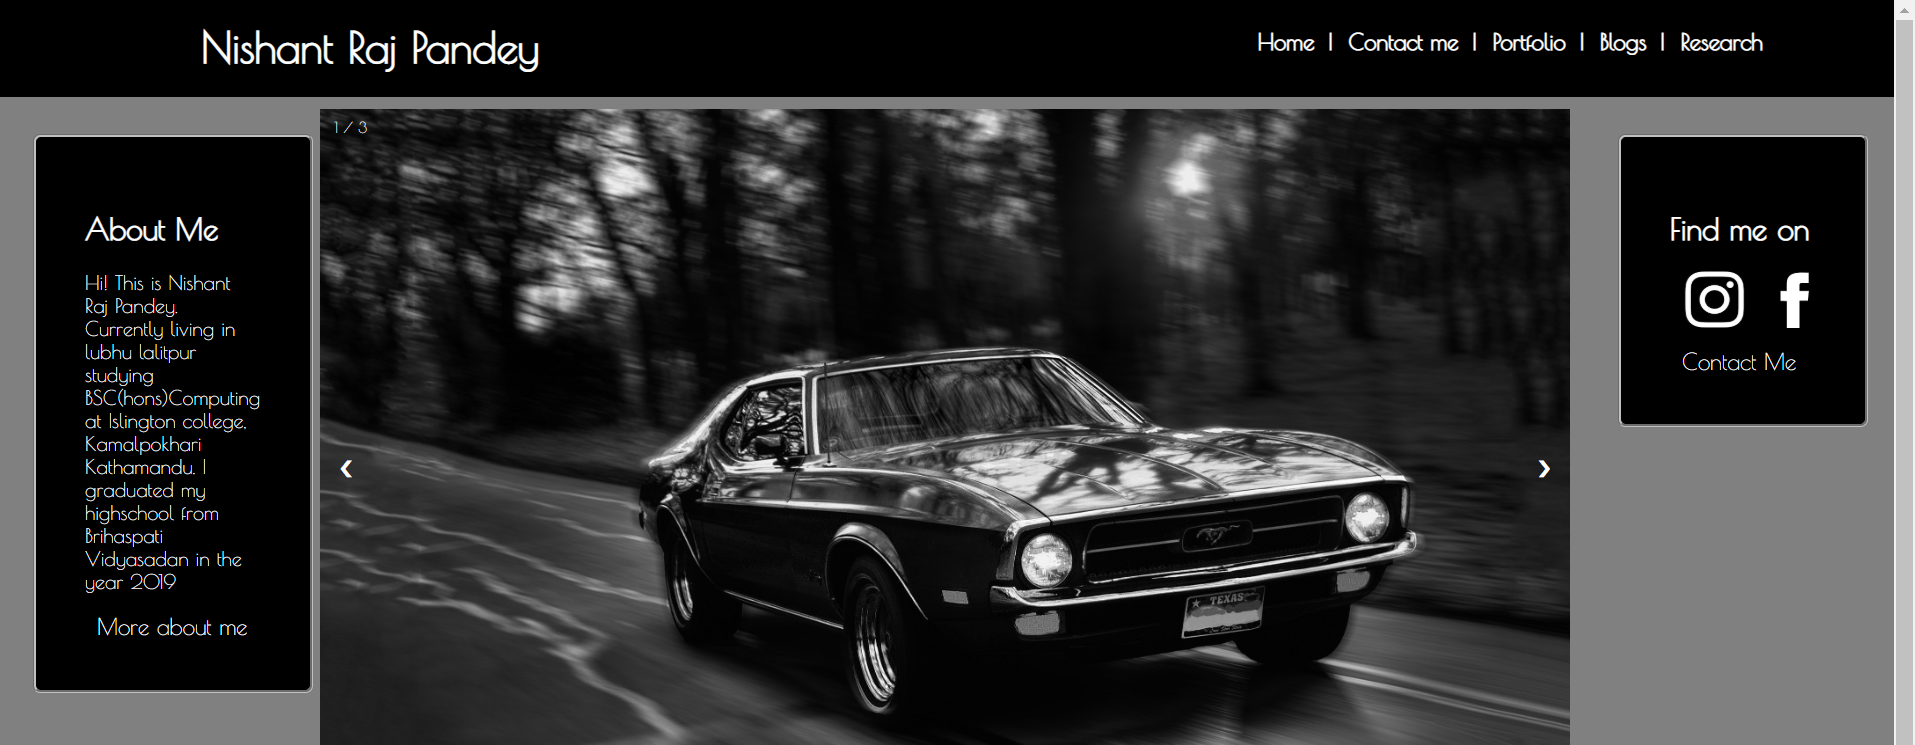 Nishant Raj Pandey
Home | Contact me | Portfolio | Blogs | Research
About Me
Hi! This is Nishant
Raj Pandey.
Currently living in
lubhu lalitpur
studying
BSC(hons)Computing
at Islington college,
Kamalpokhari
Kathamandu. I
graduated my
highschool from
Brihaspati
Vidyasadan in the
year 2019
More about me
1 / 3
❮
❯
TEXAS
Find me on
Contact Me